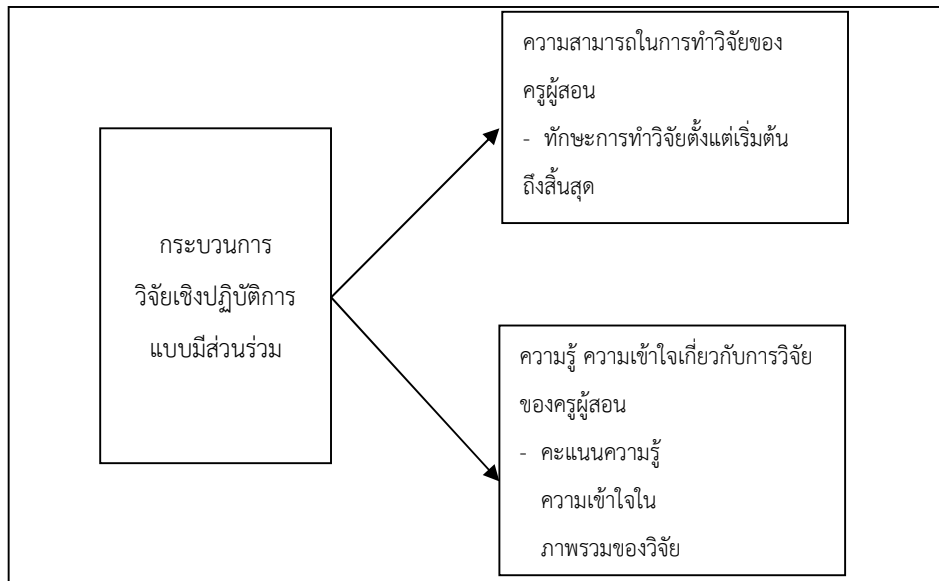 กระบวนการ
วิจัยเชิงปฏิบัติการ
แบบมีส่วนร่วม
ความสามารถในการทำวิจัยของ
ครูผู้สอน
- ทักษะการทำวิจัยตั้งแต่เริ่มต้น
ถึงสิ้นสุด
ความรู้ ความเข้าใจเกี่ยวกับการวิจัย
ของครูผู้สอน
- คะแนนความรู้
ความเข้าใจใน
ภาพรวมของวิจัย